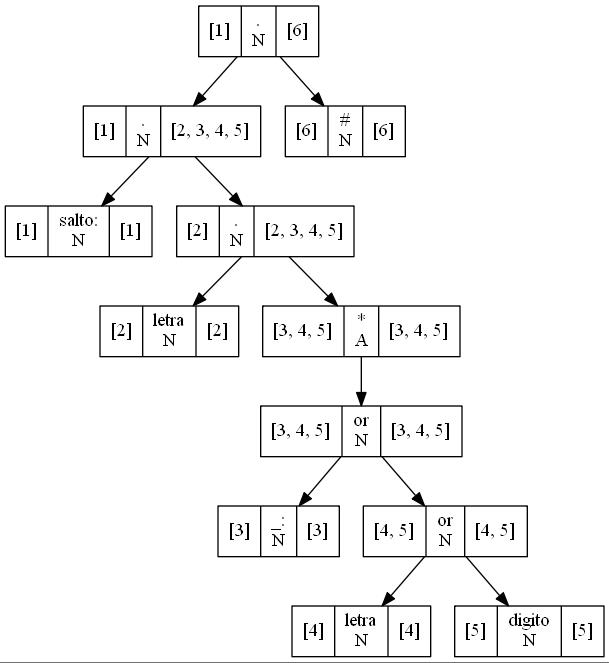 [1] . N [6]
[1] . N [2, 3, 4, 5]
[6] # N [6]
[1] salto: N [1]
[2] . N [2, 3, 4, 5]
[2] letra N [2]
[3, 4, 5] * A [3, 4, 5]
[3, 4, 5] or N [3, 4, 5]
[3] _: N [3]
[4, 5] or N [4, 5]
[4] letra N [4]
[5] digito N [5]